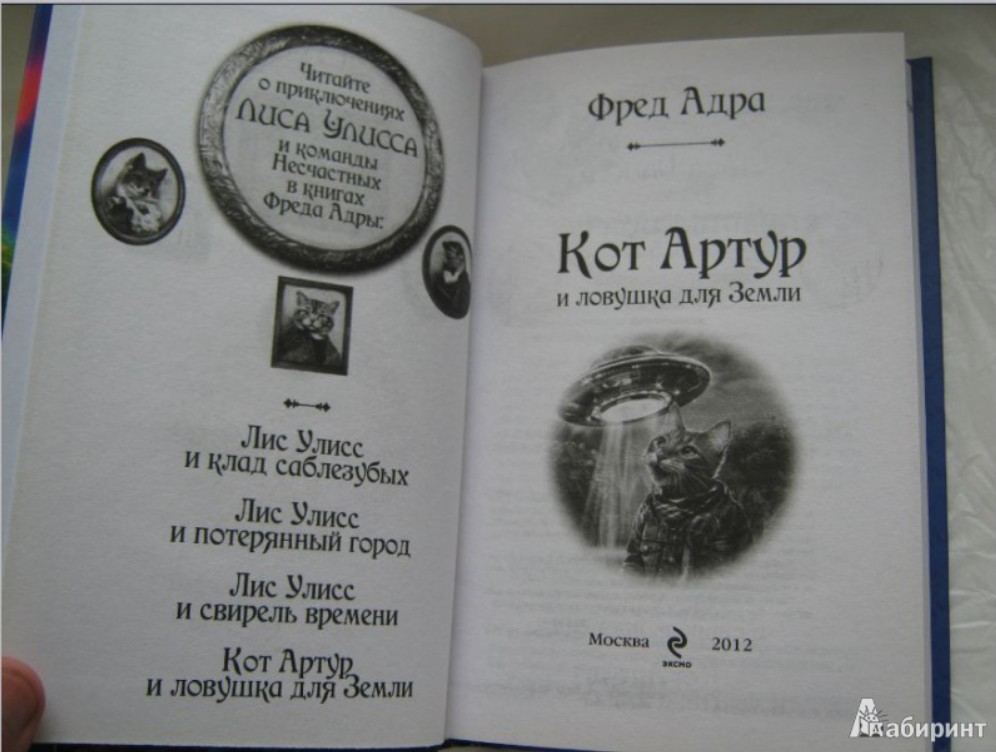 Читайте
о приключениях
Лиса Улисса
и команды
Несчастных
в книгах
Фреда Адры:
Лис Улисс
и клад саблезубых
Лис Улисс
и потерянный город
Лис Улисс
и свирель времени
Кот Артур
и ловушка для Земли
Фред Адра
Кот Артур
и ловушка для Земли
Москва ЭКСМО 2012
Лабиринт